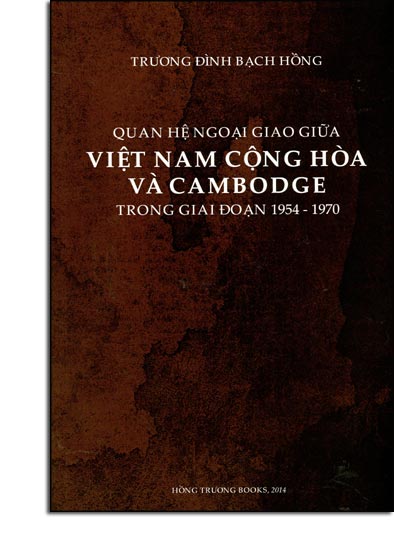 TRƯƠNG ĐÌNH BẠCH HỒNG
QUAN HỆ NGOẠI GIAO GIỮA
VIỆT NAM CỘNG HÒA
VÀ CAMBODGE
TRONG GIAI ĐOẠN 1954 - 1970
HỒNG TRƯƠNG BOOKS, 2014